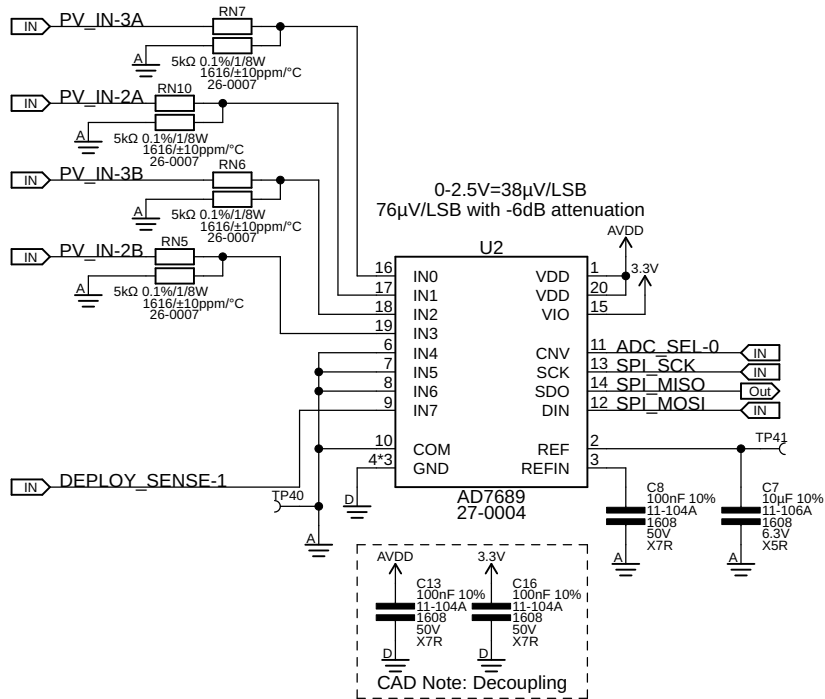 IN PV_IN-3A
RN7
A
5kΩ 0.1%/1/8W
1616/±10ppm/°C
26-0007
IN PV_IN-2A
RN10
A
5kΩ 0.1%/1/8W
1616/±10ppm/°C
26-0007
IN PV_IN-3B
RN6
A
5kΩ 0.1%/1/8W
1616/±10ppm/°C
26-0007
IN PV_IN-2B
RN5
A
5kΩ 0.1%/1/8W
1616/±10ppm/°C
26-0007
0-2.5V=38µV/LSB
76µV/LSB with -6dB attenuation
AVDD
3.3V
U2
16 IN0 VDD 1
17 IN1 VDD 20
18 IN2 VIO 15
19 IN3
6 IN4 CNV 11 ADC_SEL-0 IN
7 IN5 SCK 13 SPI_SCK IN
8 IN6 SDO 14 SPI_MISO Out
9 IN7 DIN 12 SPI_MOSI IN
10 COM REF 2 TP41
4*3 GND REFIN 3
IN DEPLOY_SENSE-1
TP40
A
D
AD7689
27-0004
C8
100nF 10%
11-104A
1608
50V
X7R
A
C7
10µF 10%
11-106A
1608
6.3V
X5R
A
AVDD
C13
100nF 10%
11-104A
1608
50V
X7R
D
3.3V
C16
100nF 10%
11-104A
1608
50V
X7R
D
CAD Note: Decoupling